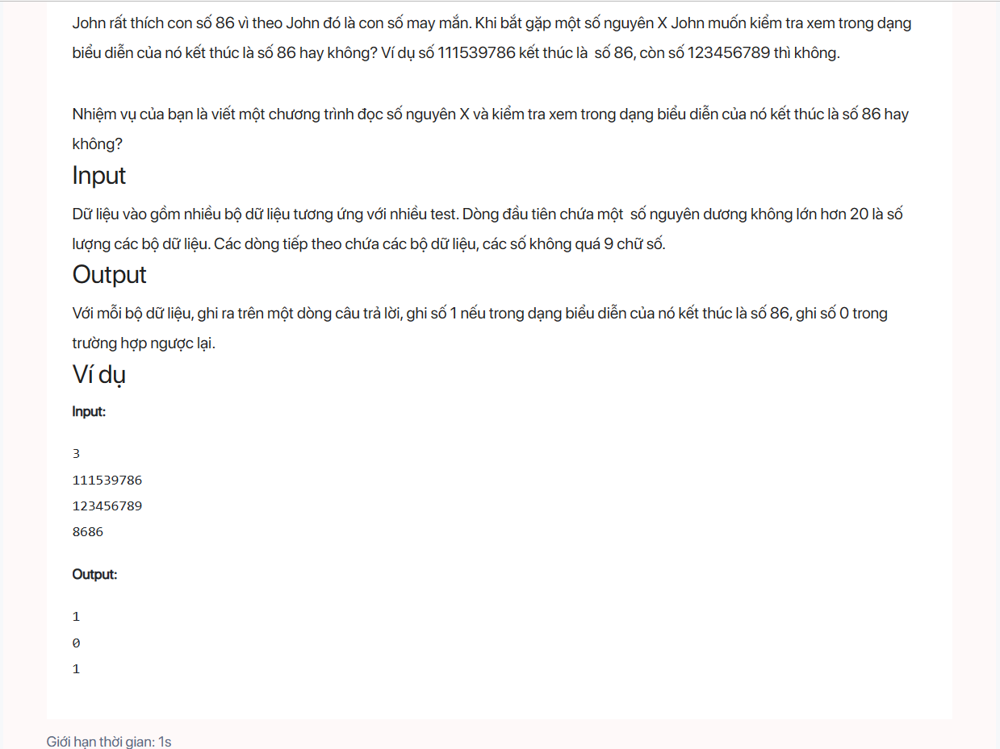 John rất thích con số 86 vì theo John đó là con số may mắn. Khi bắt gặp một số nguyên X John muốn kiểm tra xem trong dạng
biểu diễn của nó kết thúc là số 86 hay không? Ví dụ số 111539786 kết thúc là  số 86, còn số 123456789 thì không.
Nhiệm vụ của bạn là viết một chương trình đọc số nguyên X và kiểm tra xem trong dạng biểu diễn của nó kết thúc là số 86 hay
không?
Input
Dữ liệu vào gồm nhiều bộ dữ liệu tương ứng với nhiều test. Dòng đầu tiên chứa một  số nguyên dương không lớn hơn 20 là số
lượng các bộ dữ liệu. Các dòng tiếp theo chứa các bộ dữ liệu, các số không quá 9 chữ số.
Output
Với mỗi bộ dữ liệu, ghi ra trên một dòng câu trả lời, ghi số 1 nếu trong dạng biểu diễn của nó kết thúc là số 86, ghi số 0 trong
trường hợp ngược lại.
Ví dụ
Input:
3
111539786
123456789
8686
Output:
1
0
1
Giới hạn thời gian: 1s